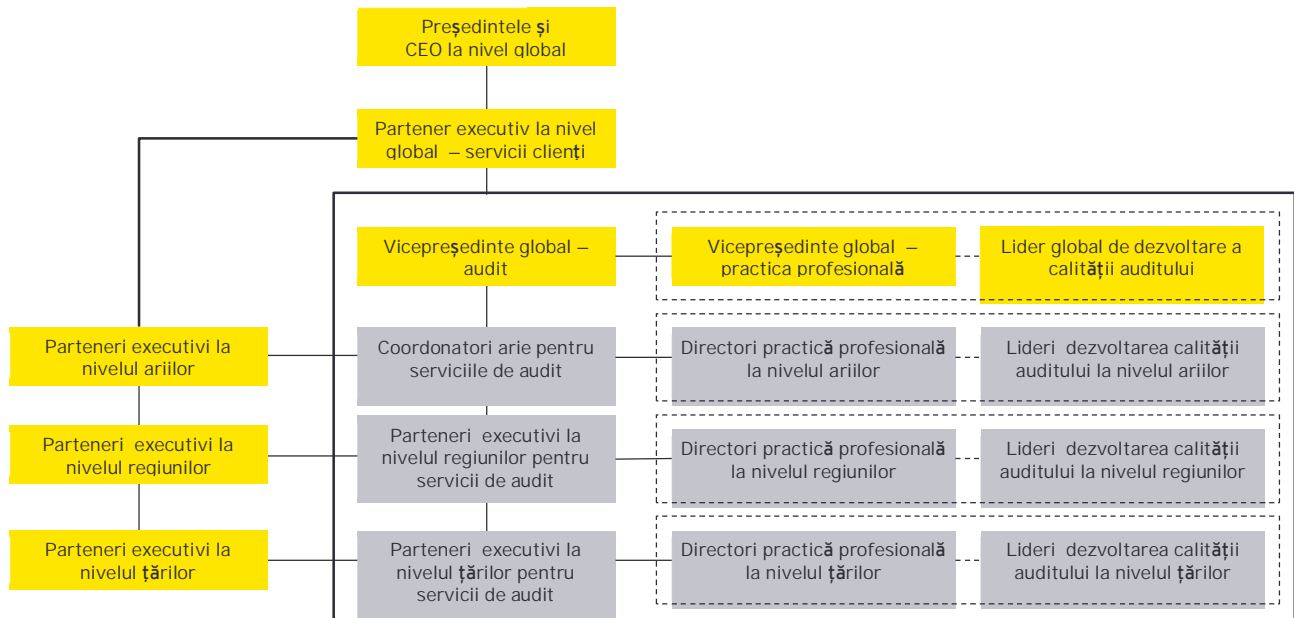 Președintele și
CEO la nivel global
Partener executiv la nivel
global – servicii clienți
Vicepreședinte global –
audit
Vicepreședinte global –
practica profesională
Lider global de dezvoltare a
calității auditului
Parteneri executivi la
nivelul ariilor
Coordonatori arie pentru
serviciile de audit
Directori practică profesională
la nivelul ariilor
Lideri dezvoltarea calității
auditului la nivelul ariilor
Parteneri executivi la
nivelul regiunilor
Parteneri executivi la
nivelul regiunilor pentru
servicii de audit
Directori practică profesională
la nivelul regiunilor
Lideri dezvoltarea calității
auditului la nivelul regiunilor
Parteneri executivi la
nivelul țărilor
Parteneri executivi la
nivelul țărilor pentru
servicii de audit
Directori practică profesională
la nivelul țărilor
Lideri dezvoltarea calității
auditului la nivelul țărilor